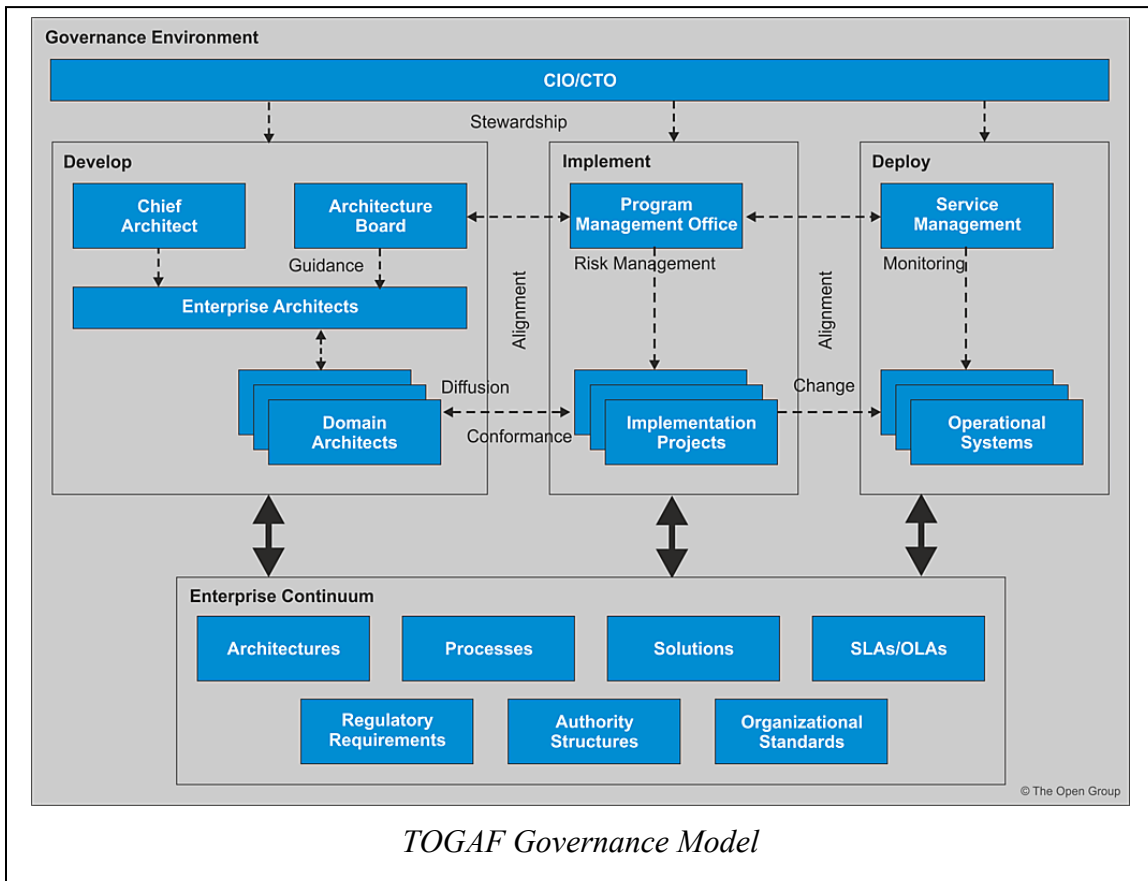 Governance Environment
CIO/CTO
Stewardship
Develop
Chief
Architect
Architecture
Board
Guidance
Enterprise Architects
Domain
Architects
Alignment
Diffusion
Conformance
Implement
Program
Management Office
Risk Management
Implementation
Projects
Alignment
Change
Deploy
Service
Management
Monitoring
Operational
Systems
Enterprise Continuum
Architectures
Processes
Solutions
SLAs/OLAs
Regulatory
Requirements
Authority
Structures
Organizational
Standards
© The Open Group
TOGAF Governance Model